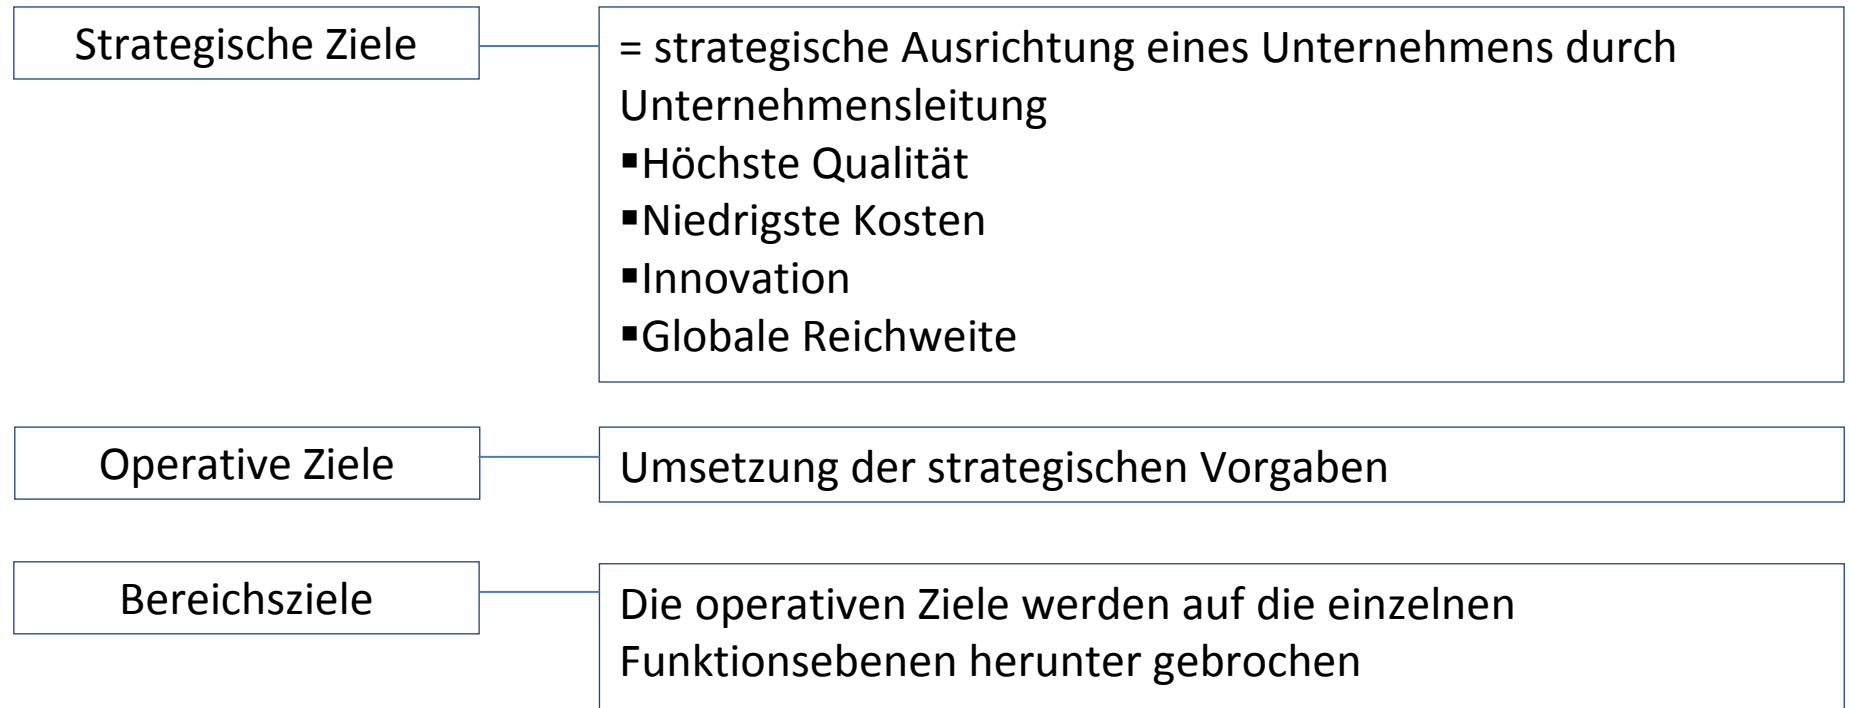 Strategische Ziele
= strategische Ausrichtung eines Unternehmens durch
Unternehmensleitung
▪Höchste Qualität
▪Niedrigste Kosten
▪Innovation
▪Globale Reichweite
Operative Ziele
Umsetzung der strategischen Vorgaben
Bereichsziele
Die operativen Ziele werden auf die einzelnen
Funktionsebenen herunter gebrochen